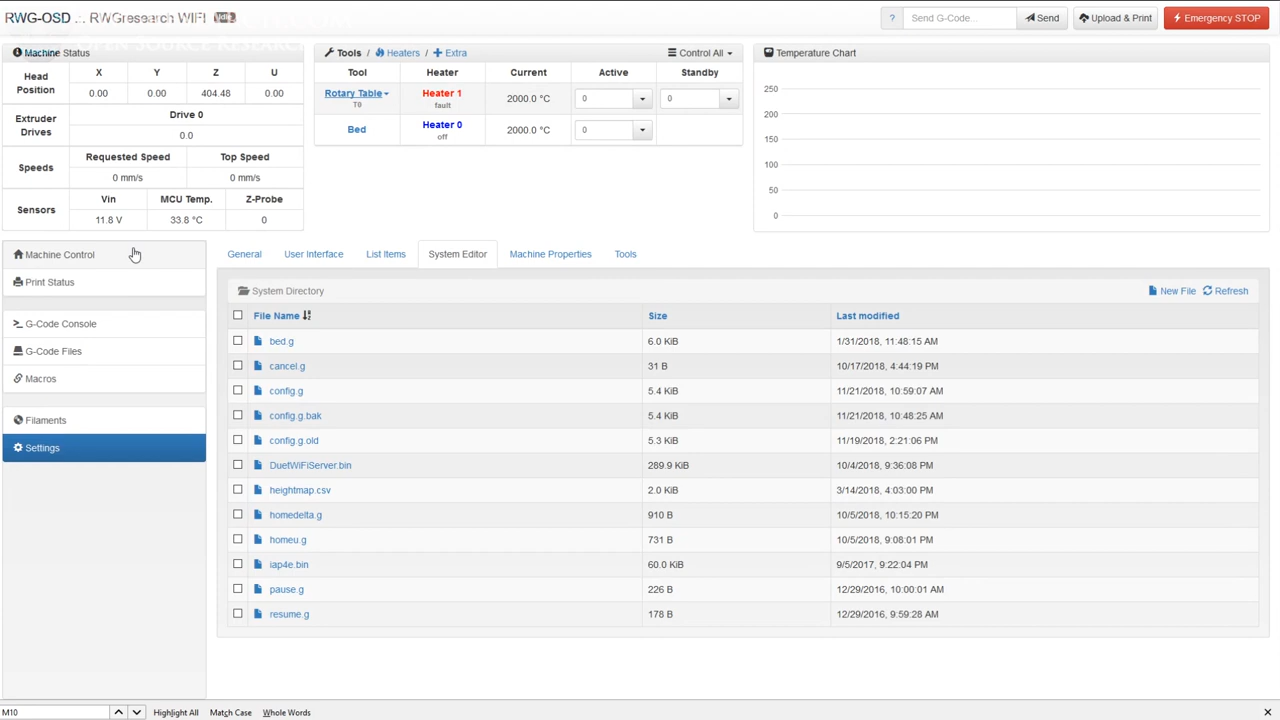 RWG-OSD ... RWGresearch WIFI Idle
? Send G-Code... Send Upload & Print Emergency STOP
OPEN SOURCE RESEARC
Machine Status
Head Position X Y Z U
0.00 0.00 404.48 0.00
Extruder Drives Drive 0
0.0
Speeds Requested Speed Top Speed
0 mm/s 0 mm/s
Sensors Vin MCU Temp. Z-Probe
11.8 V 33.8 °C 0
Tools / Heaters / Extra Control All
Tool Heater Current Active Standby
Rotary Table Heater 1 2000.0 °C 0 0
T0 fault
Bed Heater 0 2000.0 °C 0
off
Temperature Chart
250
200
150
100
50
0
Machine Control
Print Status
G-Code Console
G-Code Files
Macros
Filaments
Settings
General User Interface List Items System Editor Machine Properties Tools
System Directory New File Refresh
File Name Size Last modified
bed.g 6.0 KiB 1/31/2018, 11:48:15 AM
cancel.g 31 B 10/17/2018, 4:44:19 PM
config.g 5.4 KiB 11/21/2018, 10:59:07 AM
config.g.bak 5.4 KiB 11/21/2018, 10:48:25 AM
config.g.old 5.3 KiB 11/19/2018, 2:21:06 PM
DuetWiFiServer.bin 289.9 KiB 10/4/2018, 9:36:08 PM
heightmap.csv 2.0 KiB 3/14/2018, 4:03:00 PM
homedelta.g 910 B 10/5/2018, 10:15:20 PM
homeu.g 731 B 10/5/2018, 9:08:01 PM
iap4e.bin 60.0 KiB 9/5/2017, 9:22:04 PM
pause.g 226 B 12/29/2016, 10:00:01 AM
resume.g 178 B 12/29/2016, 9:59:28 AM
M10 Highlight All Match Case Whole Words